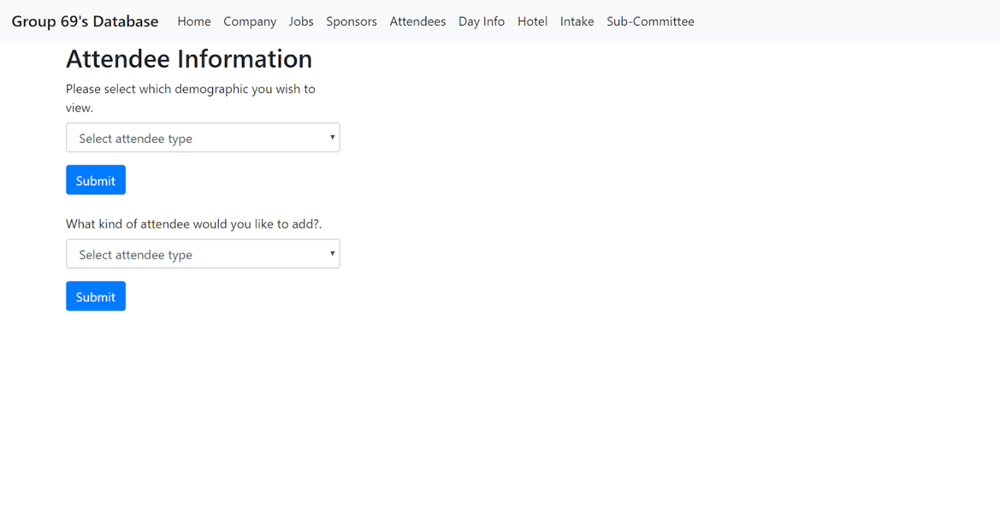 Group 69's Database Home Company Jobs Sponsors Attendees Day Info Hotel Intake Sub-Committee
Attendee Information
Please select which demographic you wish to
view.
Select attendee type
Submit
What kind of attendee would you like to add?.
Select attendee type
Submit